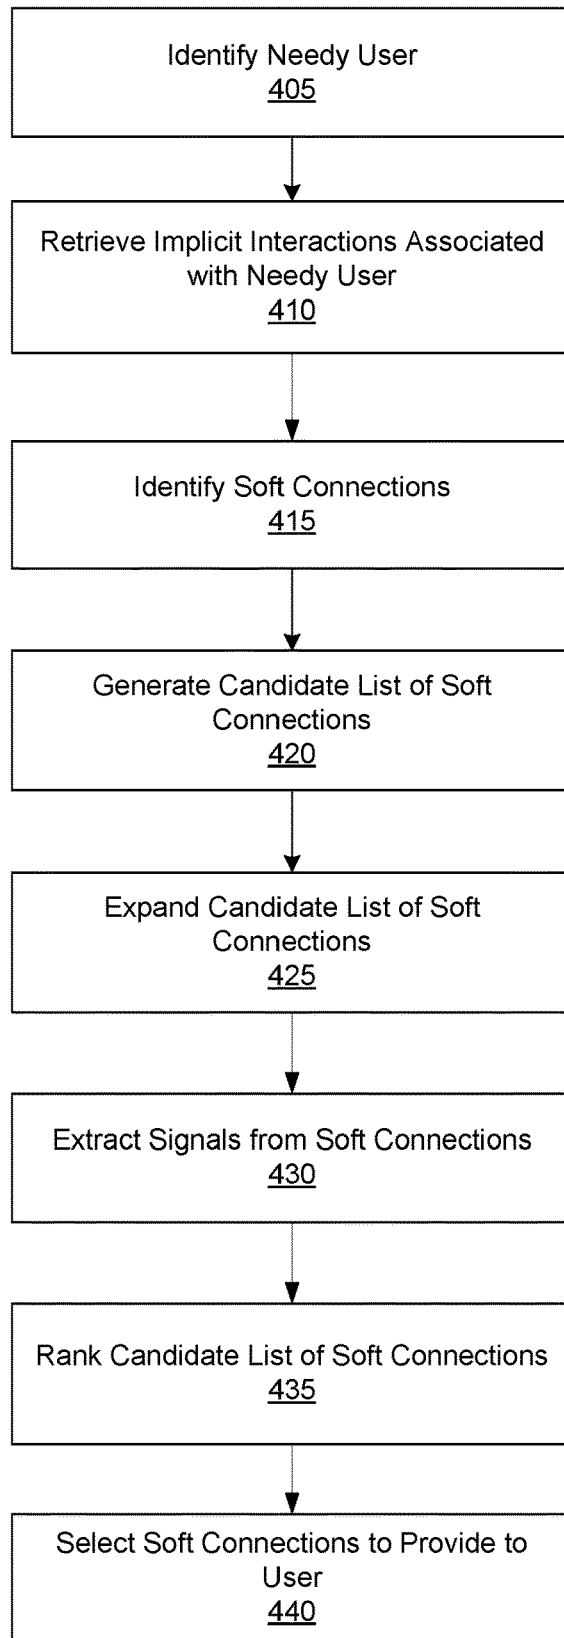 Identify Needy User
405
Retrieve Implicit Interactions Associated
with Needy User
410
Identify Soft Connections
415
Generate Candidate List of Soft
Connections
420
Expand Candidate List of Soft
Connections
425
Extract Signals from Soft Connections
430
Rank Candidate List of Soft Connections
435
Select Soft Connections to Provide to
User
440